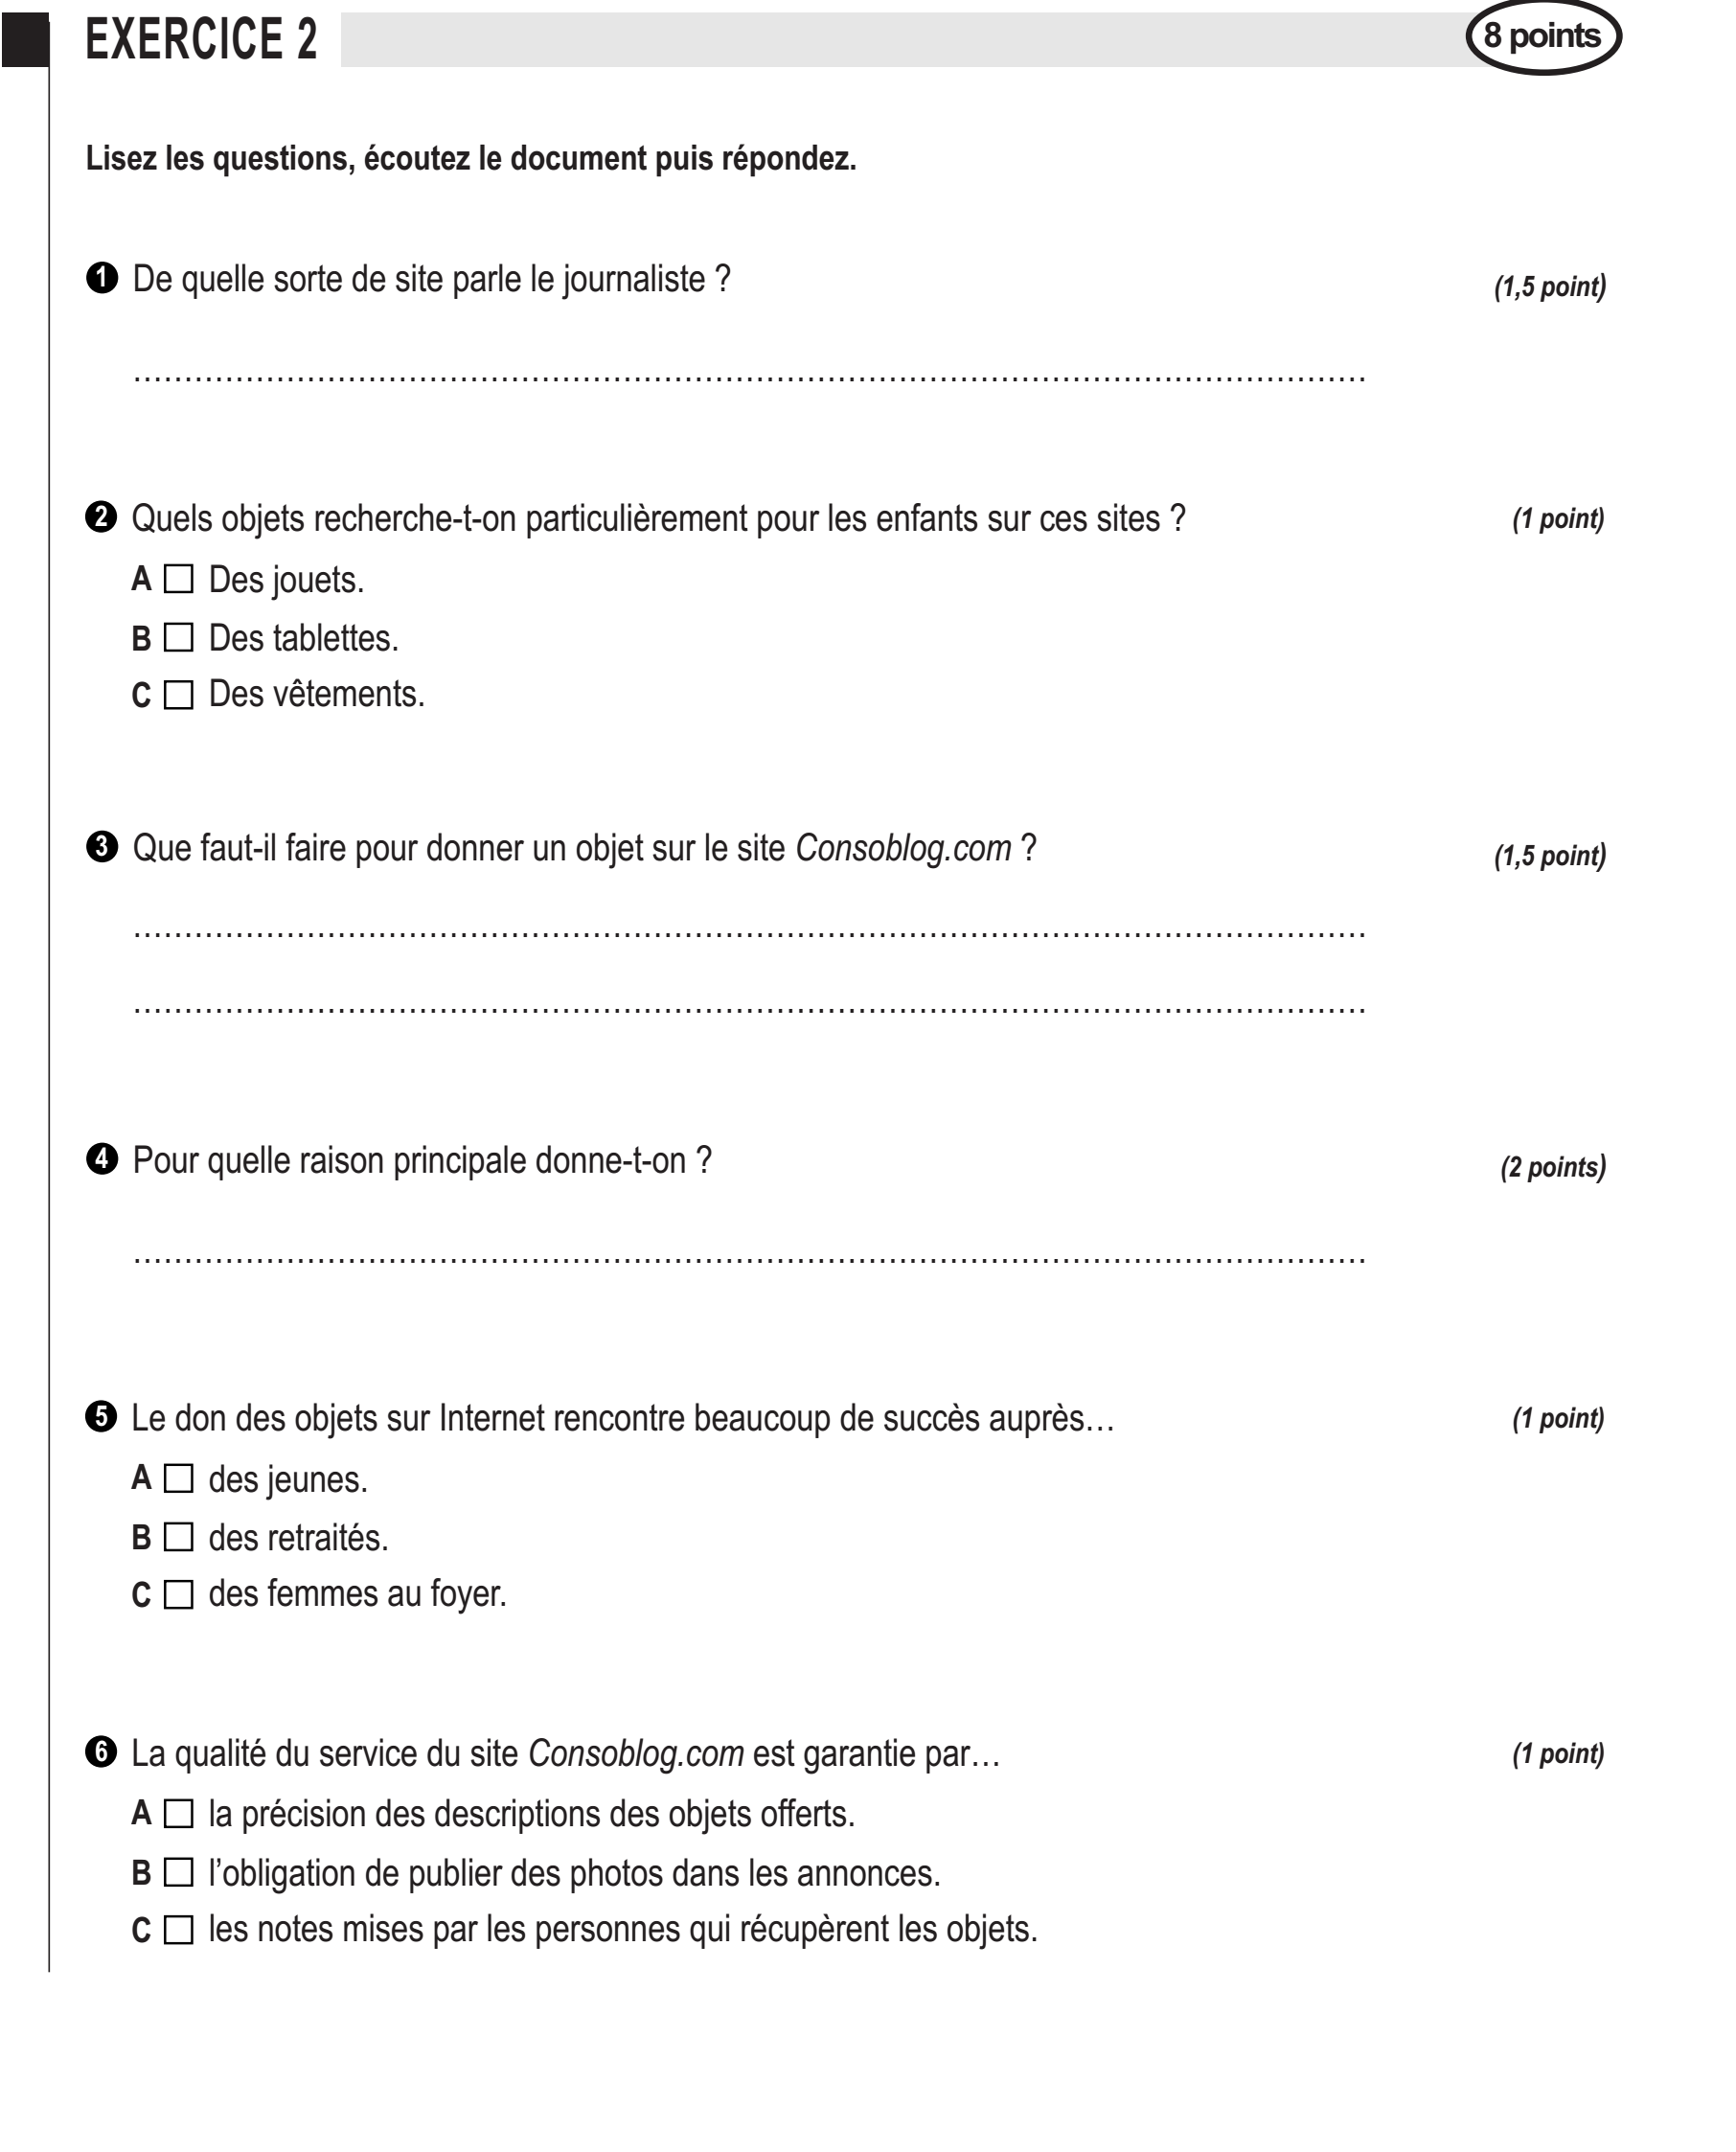 EXERCICE 2
8 points
Lisez les questions, écoutez le document puis répondez.
1 De quelle sorte de site parle le journaliste ? (1,5 point)
........................................................................................................................
2 Quels objets recherche-t-on particulièrement pour les enfants sur ces sites ? (1 point)
A □ Des jouets.
B □ Des tablettes.
C □ Des vêtements.
3 Que faut-il faire pour donner un objet sur le site Consoblog.com ? (1,5 point)
........................................................................................................................
........................................................................................................................
4 Pour quelle raison principale donne-t-on ? (2 points)
........................................................................................................................
5 Le don des objets sur Internet rencontre beaucoup de succès auprès… (1 point)
A □ des jeunes.
B □ des retraités.
C □ des femmes au foyer.
6 La qualité du service du site Consoblog.com est garantie par… (1 point)
A □ la précision des descriptions des objets offerts.
B □ l’obligation de publier des photos dans les annonces.
C □ les notes mises par les personnes qui récupèrent les objets.